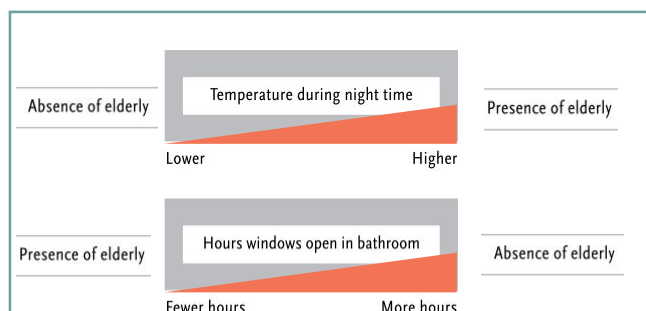 Temperature during night time
Absence of elderly
Presence of elderly
Lower
Higher
Hours windows open in bathroom
Presence of elderly
Absence of elderly
Fewer hours
More hours